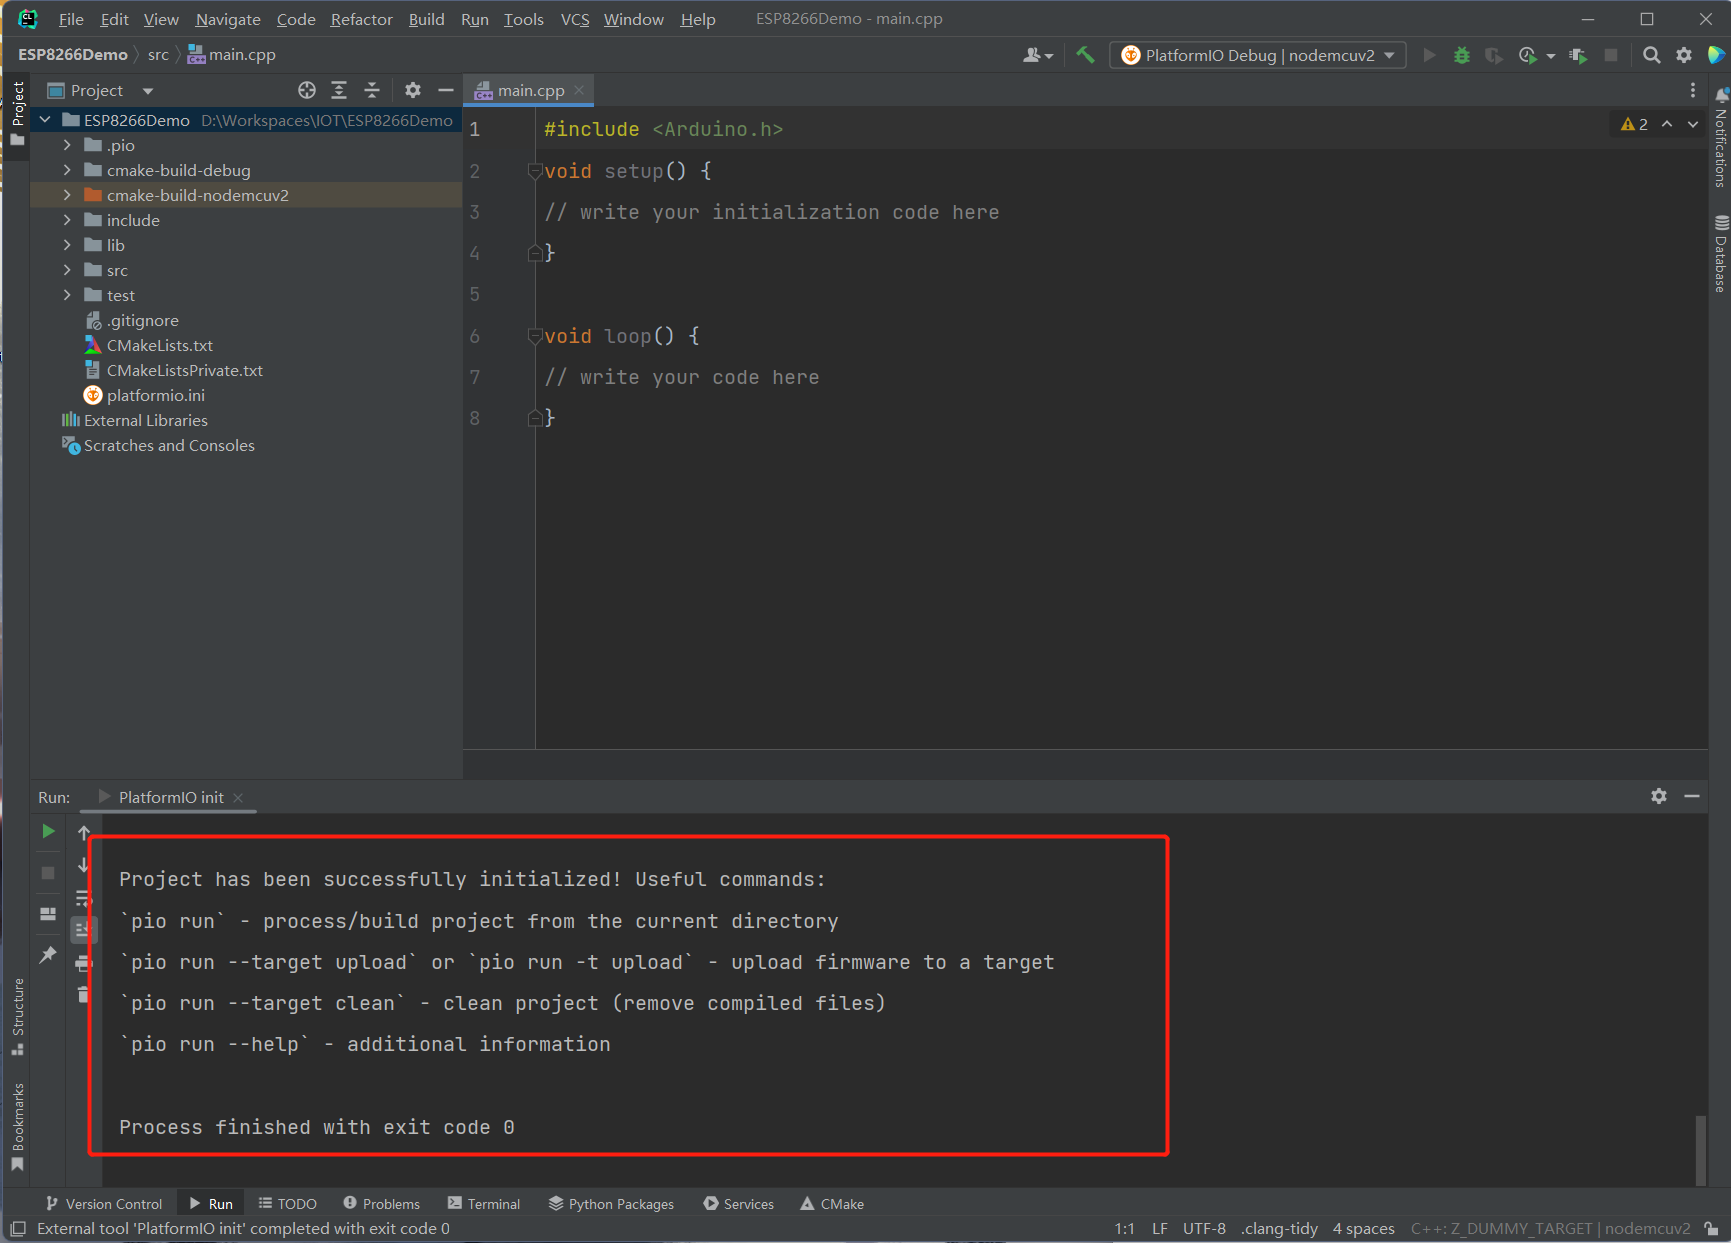 File Edit View Navigate Code Refactor Build Run Tools VCS Window Help ESP8266Demo - main.cpp
ESP8266Demo src main.cpp PlatformIO Debug | nodemcuv2
Project main.cpp
Project
Notifications
Database
ESP8266Demo D:\Workspaces\IOT\ESP8266Demo
.pio
cmake-build-debug
cmake-build-nodemcuv2
include
lib
src
test
.gitignore
CMakeLists.txt
CMakeListsPrivate.txt
platformio.ini
External Libraries
Scratches and Consoles
1 #include <Arduino.h>
2
2 void setup() {
3 // write your initialization code here
4 }
5
6 void loop() {
7 // write your code here
8 }
Run: PlatformIO init
Project has been successfully initialized! Useful commands:
`pio run` - process/build project from the current directory
`pio run --target upload` or `pio run -t upload` - upload firmware to a target
`pio run --target clean` - clean project (remove compiled files)
`pio run --help` - additional information
Process finished with exit code 0
Structure
Bookmarks
Version Control Run TODO Problems Terminal Python Packages Services CMake
External tool 'PlatformIO init' completed with exit code 0 1:1 LF UTF-8 .clang-tidy 4 spaces C++: Z_DUMMY_TARGET | nodemcuv2